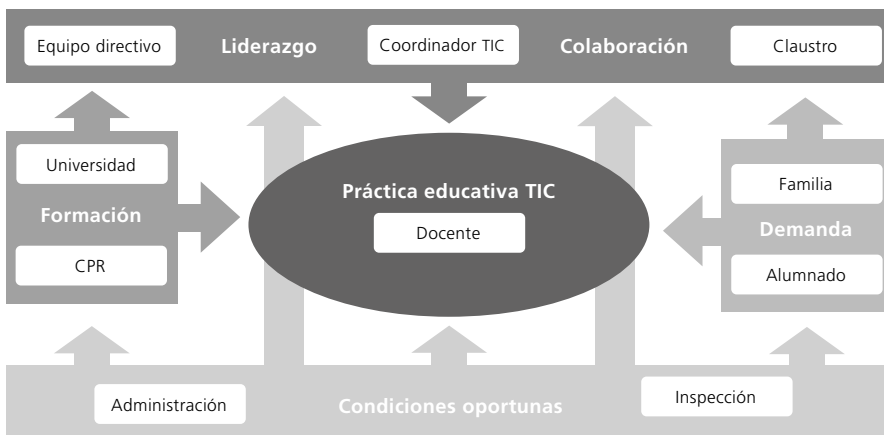 Equipo directivo
Liderazgo
Coordinador TIC
Colaboración
Claustro
Universidad
Formación
CPR
Práctica educativa TIC
Docente
Familia
Demanda
Alumnado
Administración
Condiciones oportunas
Inspección